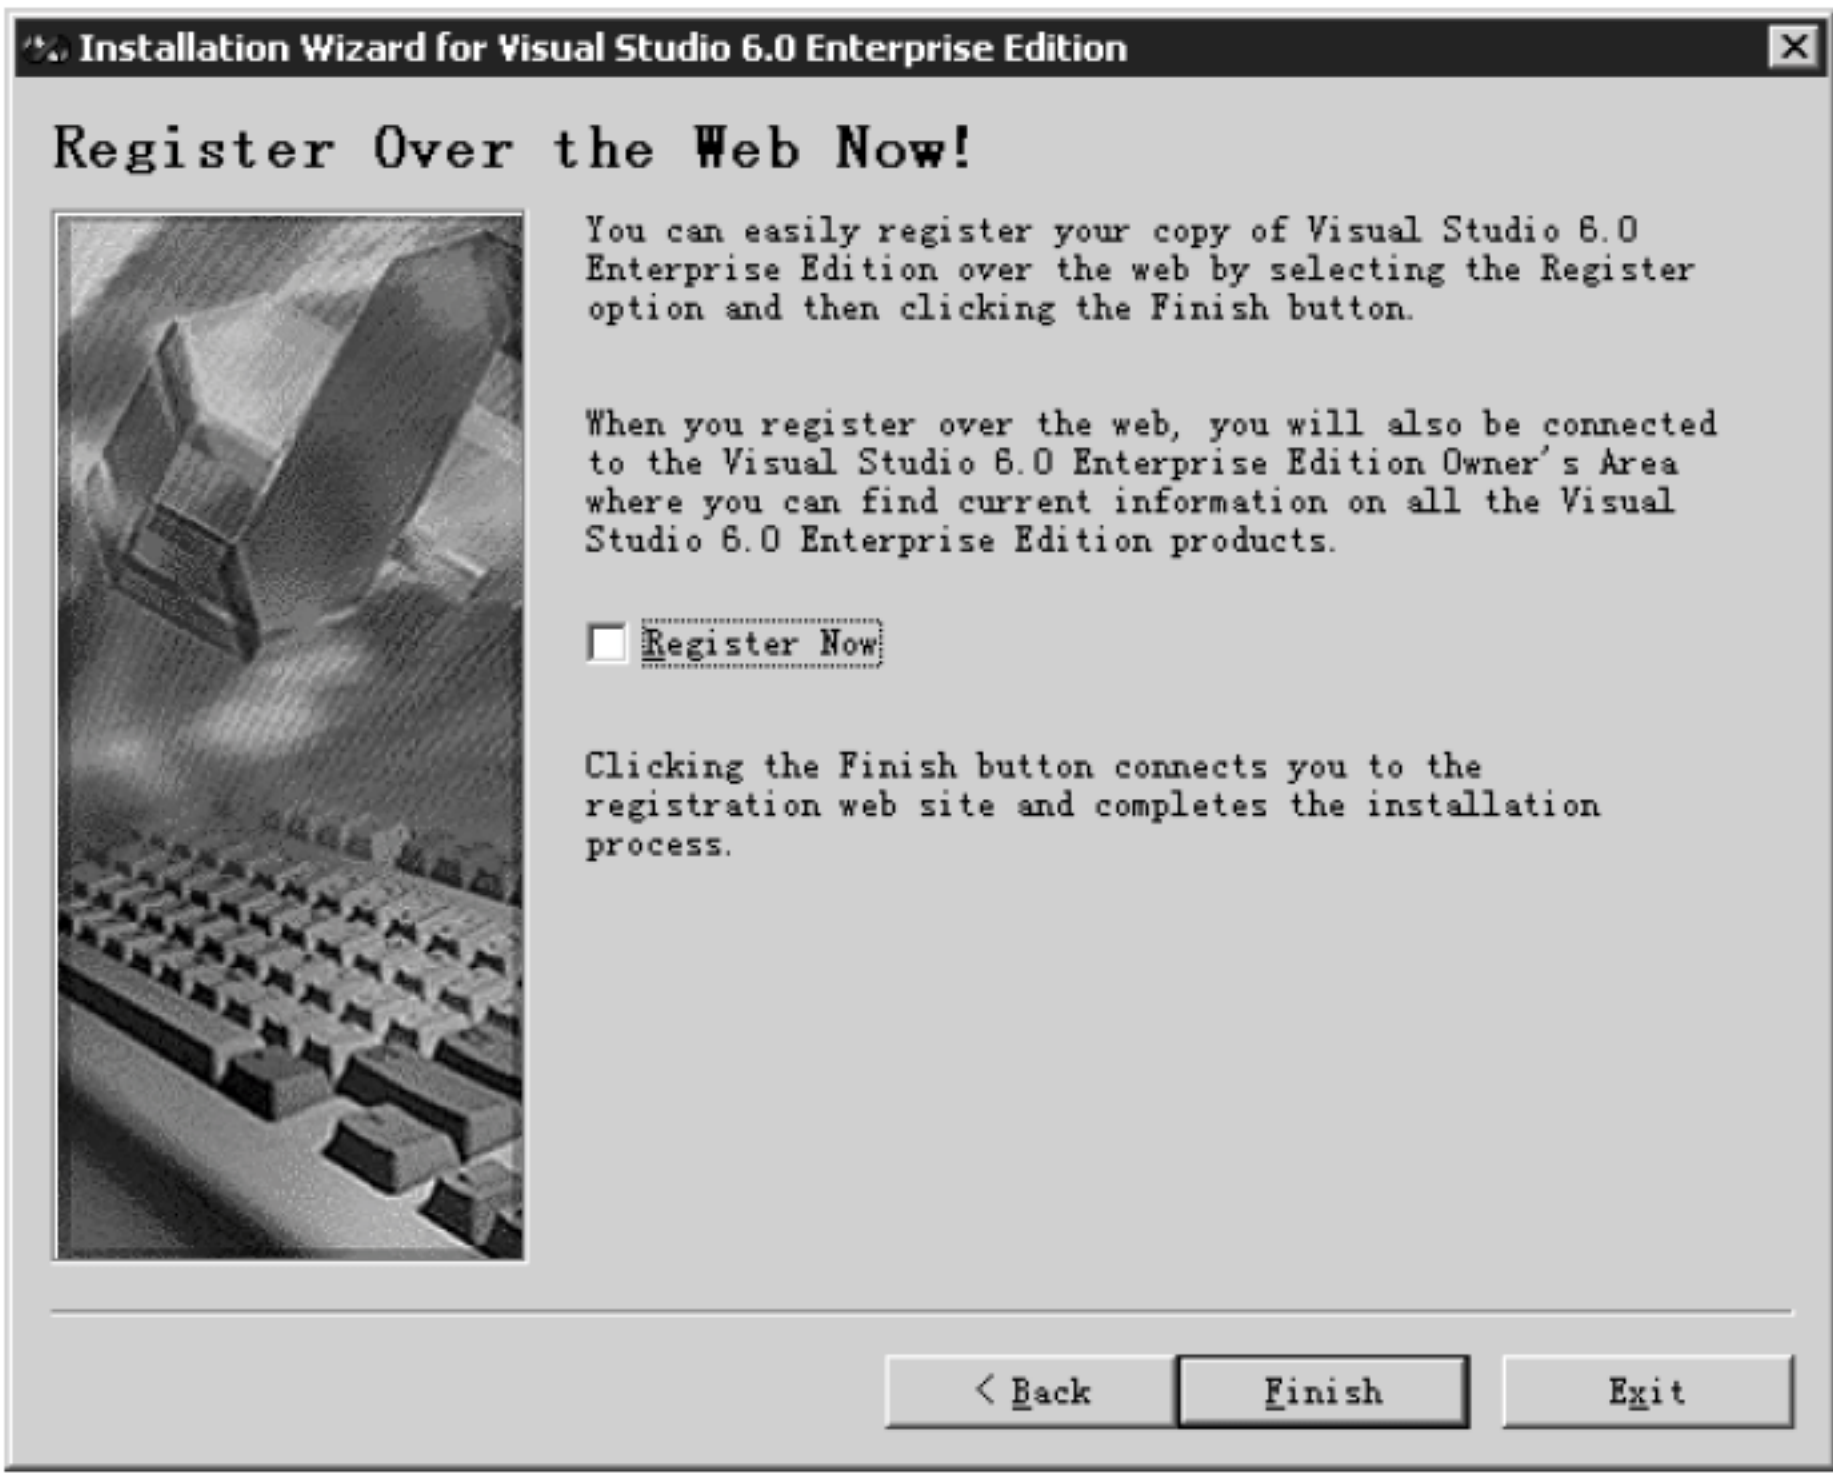 Installation Wizard for Visual Studio 6.0 Enterprise Edition
Register Over the Web Now!
You can easily register your copy of Visual Studio 6.0
Enterprise Edition over the web by selecting the Register
option and then clicking the Finish button.
When you register over the web, you will also be connected
to the Visual Studio 6.0 Enterprise Edition Owner's Area
where you can find current information on all the Visual
Studio 6.0 Enterprise Edition products.
Register Now
Clicking the Finish button connects you to the
registration web site and completes the installation
process.
< Back
Finish
Exit